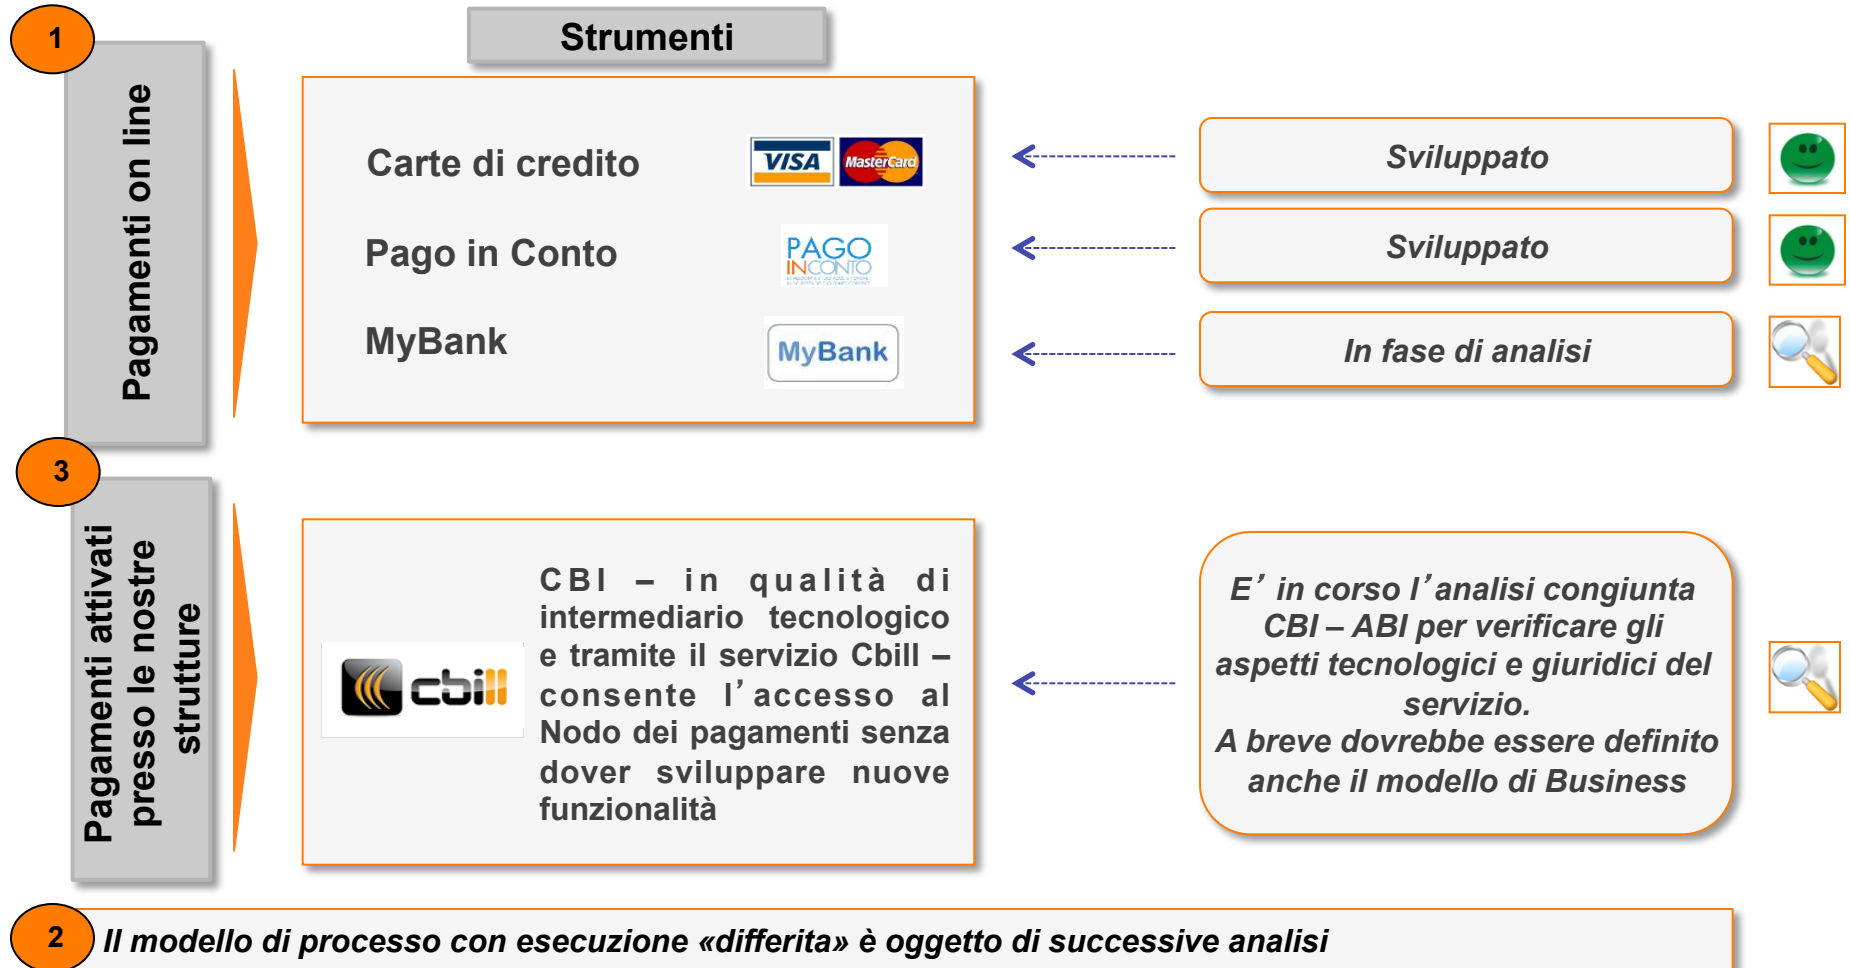 1
Strumenti
Pagamenti on line
Carte di credito
VISA
MasterCard
Sviluppato
Pago in Conto
PAGO
INCONTO
Sviluppato
MyBank
MyBank
In fase di analisi
3
Pagamenti attivati
presso le nostre
strutture
cbill
CBI – in qualità di
intermediario tecnologico
e tramite il servizio Cbill –
consente l’accesso al
Nodo dei pagamenti senza
dover sviluppare nuove
funzionalità
E’ in corso l’analisi congiunta
CBI – ABI per verificare gli
aspetti tecnologici e giuridici del
servizio.
A breve dovrebbe essere definito
anche il modello di Business
2
Il modello di processo con esecuzione «differita» è oggetto di successive analisi